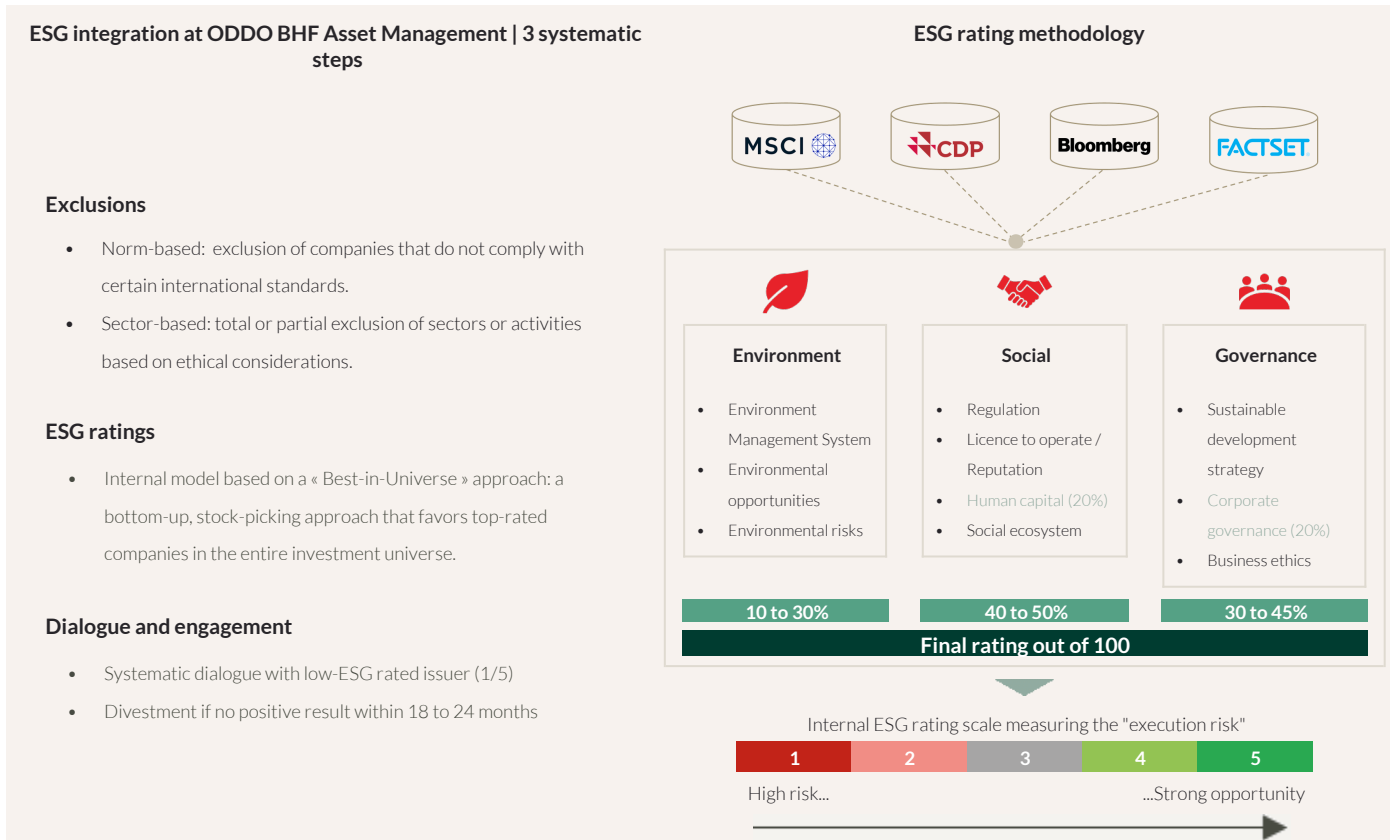 ESG integration at ODDO BHF Asset Management | 3 systematic
steps
Exclusions
• Norm-based: exclusion of companies that do not comply with
certain international standards.
• Sector-based: total or partial exclusion of sectors or activities
based on ethical considerations.
ESG ratings
• Internal model based on a « Best-in-Universe » approach: a
bottom-up, stock-picking approach that favors top-rated
companies in the entire investment universe.
Dialogue and engagement
• Systematic dialogue with low-ESG rated issuer (1/5)
• Divestment if no positive result within 18 to 24 months
ESG rating methodology
MSCI
CDP
Bloomberg
FACTSET
Environment
• Environment
Management System
• Environmental
opportunities
• Environmental risks
10 to 30%
Social
• Regulation
• Licence to operate /
Reputation
• Human capital (20%)
• Social ecosystem
40 to 50%
Governance
• Sustainable
development
strategy
• Corporate
governance (20%)
• Business ethics
30 to 45%
Final rating out of 100
Internal ESG rating scale measuring the "execution risk"
1 2 3 4 5
High risk... ...Strong opportunity